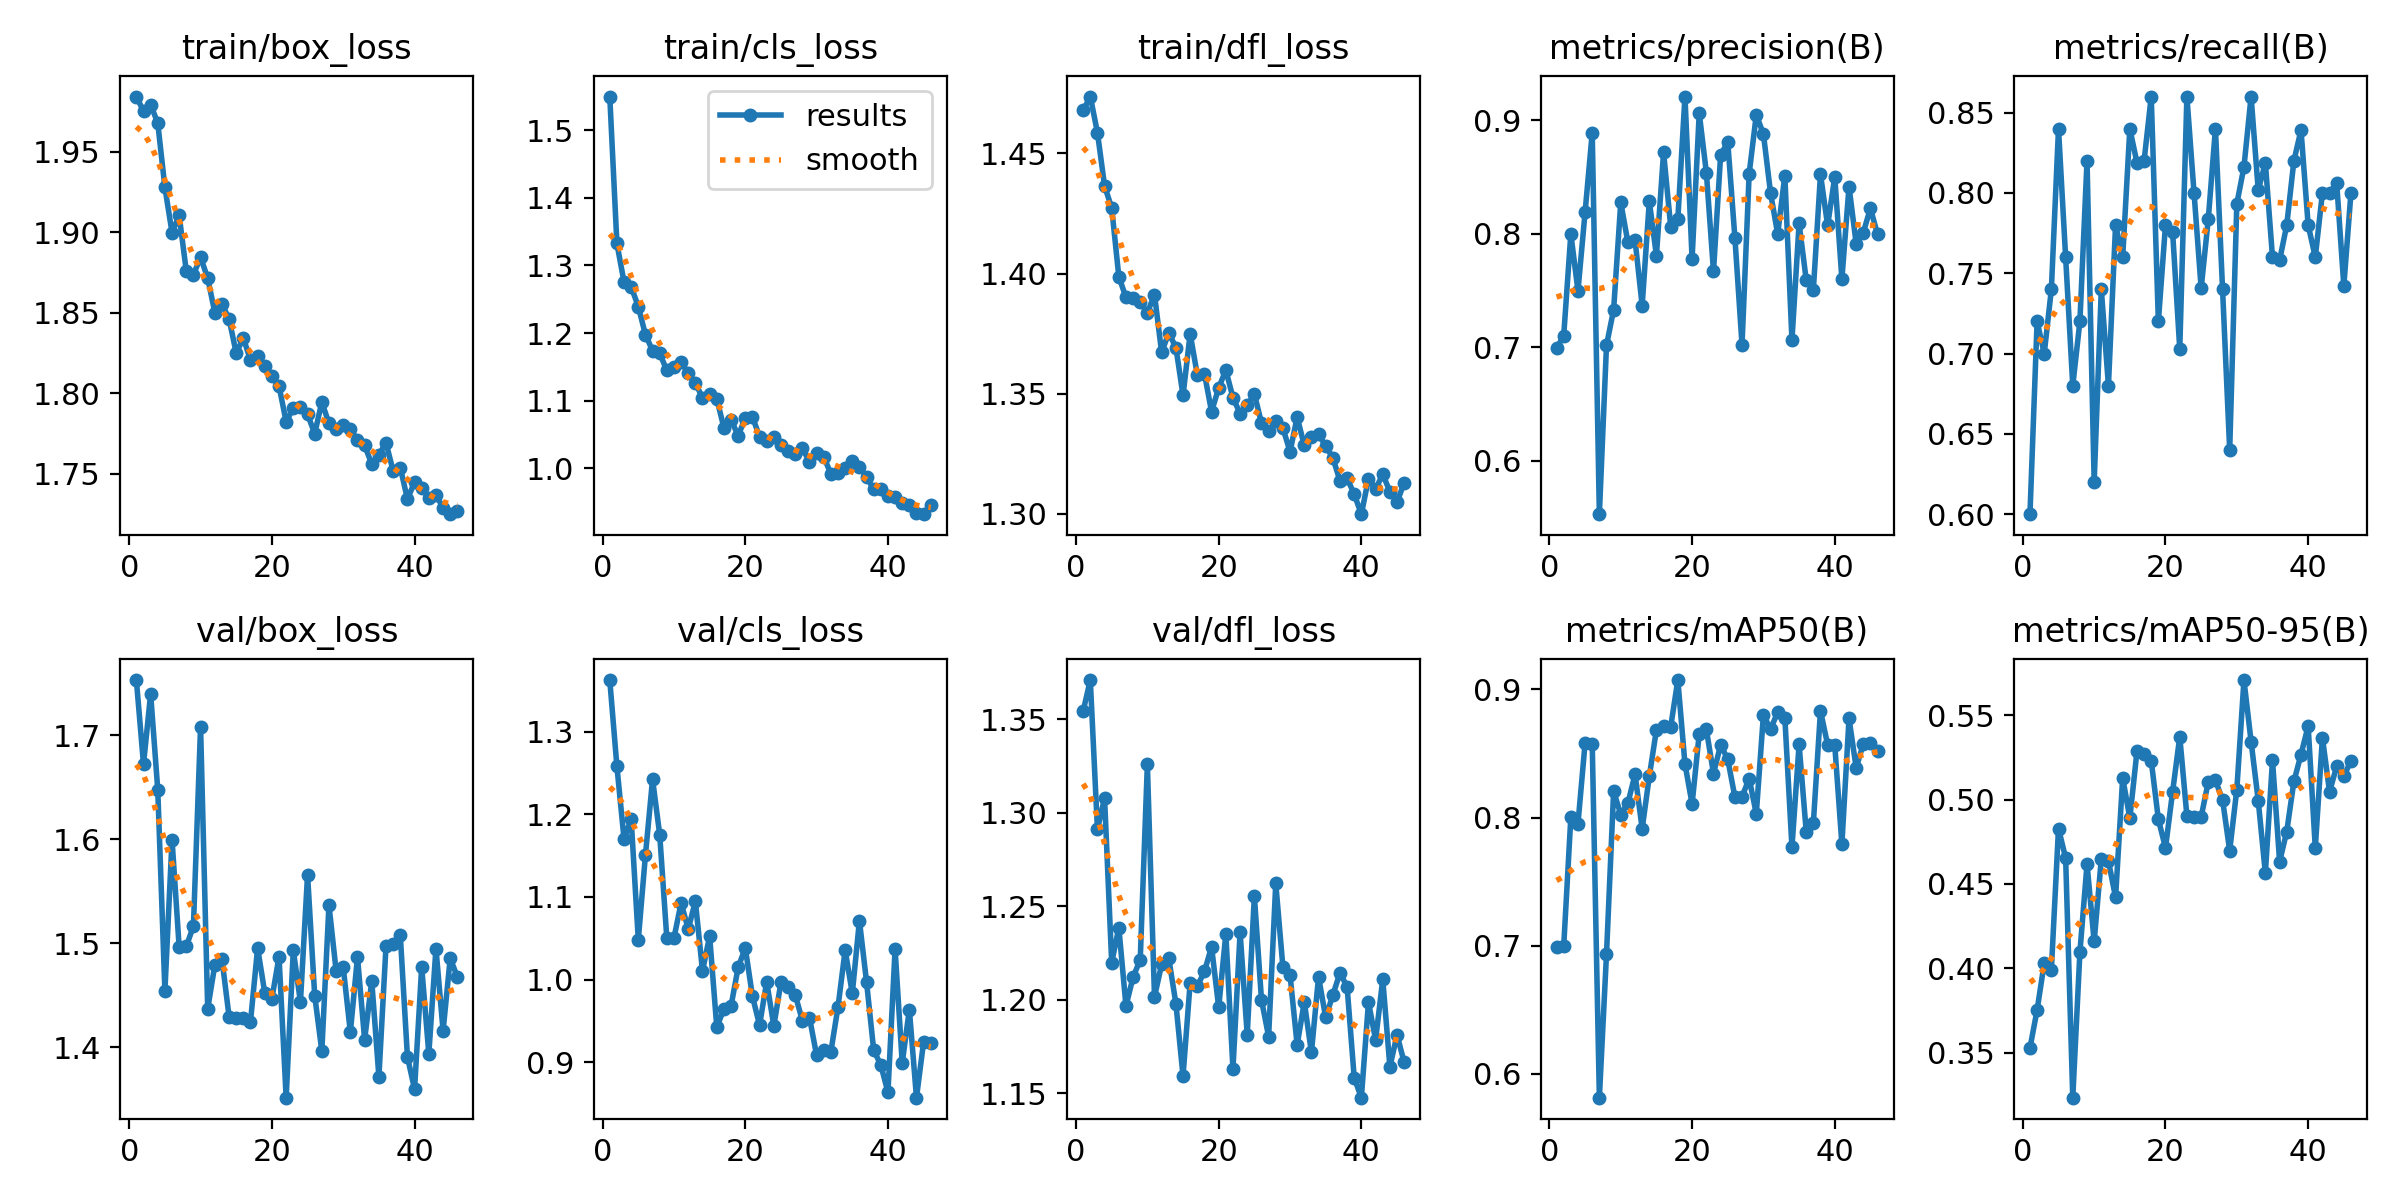 train/box_loss
train/cls_loss
train/dfl_loss
metrics/precision(B)
metrics/recall(B)
results
smooth
1.95
1.90
1.85
1.80
1.75
0 20 40
1.5
1.4
1.3
1.2
1.1
1.0
0 20 40
1.45
1.40
1.35
1.30
0 20 40
0.9
0.8
0.7
0.6
0 20 40
0.85
0.80
0.75
0.70
0.65
0.60
0 20 40
val/box_loss
val/cls_loss
val/dfl_loss
metrics/mAP50(B)
metrics/mAP50-95(B)
1.7
1.6
1.5
1.4
0 20 40
1.3
1.2
1.1
1.0
0.9
0 20 40
1.35
1.30
1.25
1.20
1.15
0 20 40
0.9
0.8
0.7
0.6
0 20 40
0.55
0.50
0.45
0.40
0.35
0 20 40